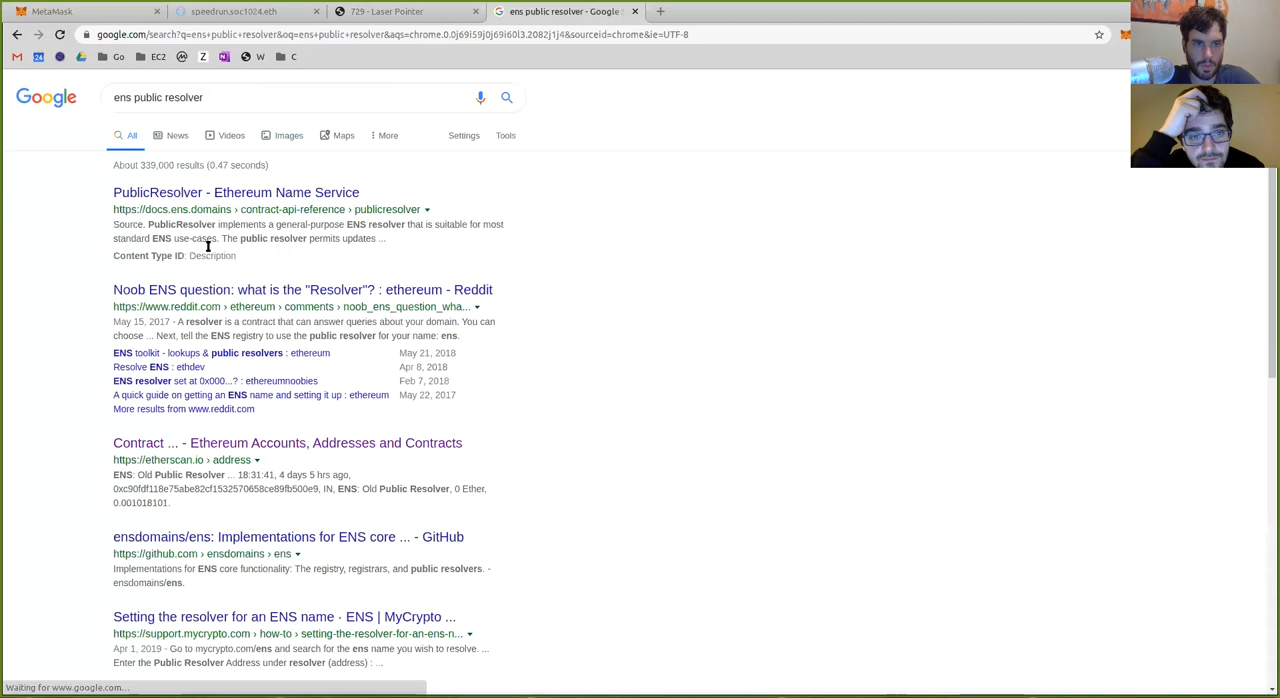 MetaMask
speedrun.soc1024.eth
729 - Laser Pointer
ens public resolver - Google S
google.com/search?q=ens+public+resolver&oq=ens+public+resolver&aqs=chrome.0.0j69i59j0j69i60l3.2082j1j4&sourceid=chrome&ie=UTF-8
Go
EC2
W
C
Google
ens public resolver
All
News
Videos
Images
Maps
More
Settings
Tools
About 339,000 results (0.47 seconds)
PublicResolver - Ethereum Name Service
https://docs.ens.domains › contract-api-reference › publicresolver
Source. PublicResolver implements a general-purpose ENS resolver that is suitable for most
standard ENS use-cases. The public resolver permits updates ...
Content Type ID: Description
Noob ENS question: what is the "Resolver"? : ethereum - Reddit
https://www.reddit.com › ethereum › comments › noob_ens_question_wha...
May 15, 2017 - A resolver is a contract that can answer queries about your domain. You can
choose ... Next, tell the ENS registry to use the public resolver for your name: ens.
ENS toolkit - lookups & public resolvers : ethereum May 21, 2018
Resolve ENS : ethdev Apr 8, 2018
ENS resolver set at 0x000...? : ethereumnoobies Feb 7, 2018
A quick guide on getting an ENS name and setting it up : ethereum May 22, 2017
More results from www.reddit.com
Contract ... - Ethereum Accounts, Addresses and Contracts
https://etherscan.io › address
ENS: Old Public Resolver ... 18:31:41, 4 days 5 hrs ago,
0xc90fdf118e75abe82cf1532570658ce89fb500e9, IN, ENS: Old Public Resolver, 0 Ether,
0.001018101.
ensdomains/ens: Implementations for ENS core ... - GitHub
https://github.com › ensdomains › ens
Implementations for ENS core functionality: The registry, registrars, and public resolvers. -
ensdomains/ens.
Setting the resolver for an ENS name · ENS | MyCrypto ...
https://support.mycrypto.com › how-to › setting-the-resolver-for-an-ens-n...
Apr 1, 2019 - Go to mycrypto.com/ens and search for the ens name you wish to resolve. ...
Enter the Public Resolver Address under resolver (address) : ...
Waiting for www.google.com...